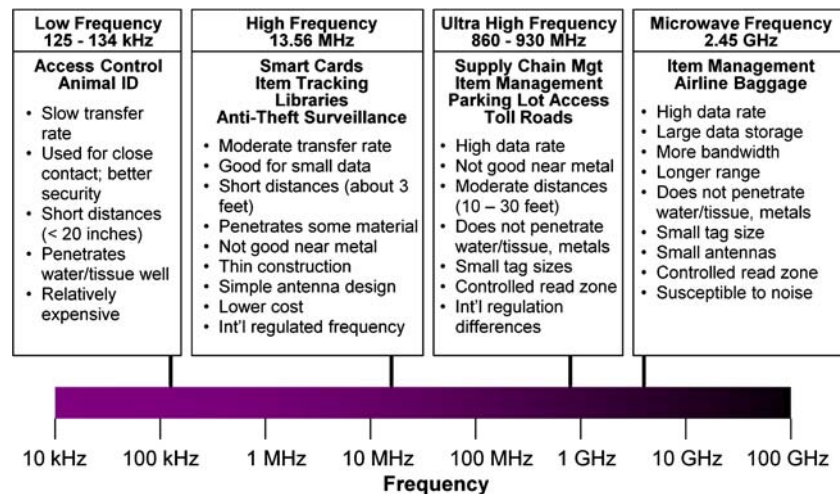 Low Frequency
125 - 134 kHz
Access Control
Animal ID
• Slow transfer
rate
• Used for close
contact; better
security
• Short distances
(< 20 inches)
• Penetrates
water/tissue well
• Relatively
expensive
High Frequency
13.56 MHz
Smart Cards
Item Tracking
Libraries
Anti-Theft Surveillance
• Moderate transfer rate
• Good for small data
• Short distances (about 3
feet)
• Penetrates some material
• Not good near metal
• Thin construction
• Simple antenna design
• Lower cost
• Int'l regulated frequency
Ultra High Frequency
860 - 930 MHz
Supply Chain Mgt
Item Management
Parking Lot Access
Toll Roads
• High data rate
• Not good near metal
• Moderate distances
(10 – 30 feet)
• Does not penetrate
water/tissue, metals
• Small tag sizes
• Controlled read zone
• Int'l regulation
differences
Microwave Frequency
2.45 GHz
Item Management
Airline Baggage
• High data rate
• Large data storage
• More bandwidth
• Longer range
• Does not penetrate
water/tissue, metals
• Small tag size
• Small antennas
• Controlled read zone
• Susceptible to noise
10 kHz 100 kHz 1 MHz 10 MHz 100 MHz 1 GHz 10 GHz 100 GHz
Frequency